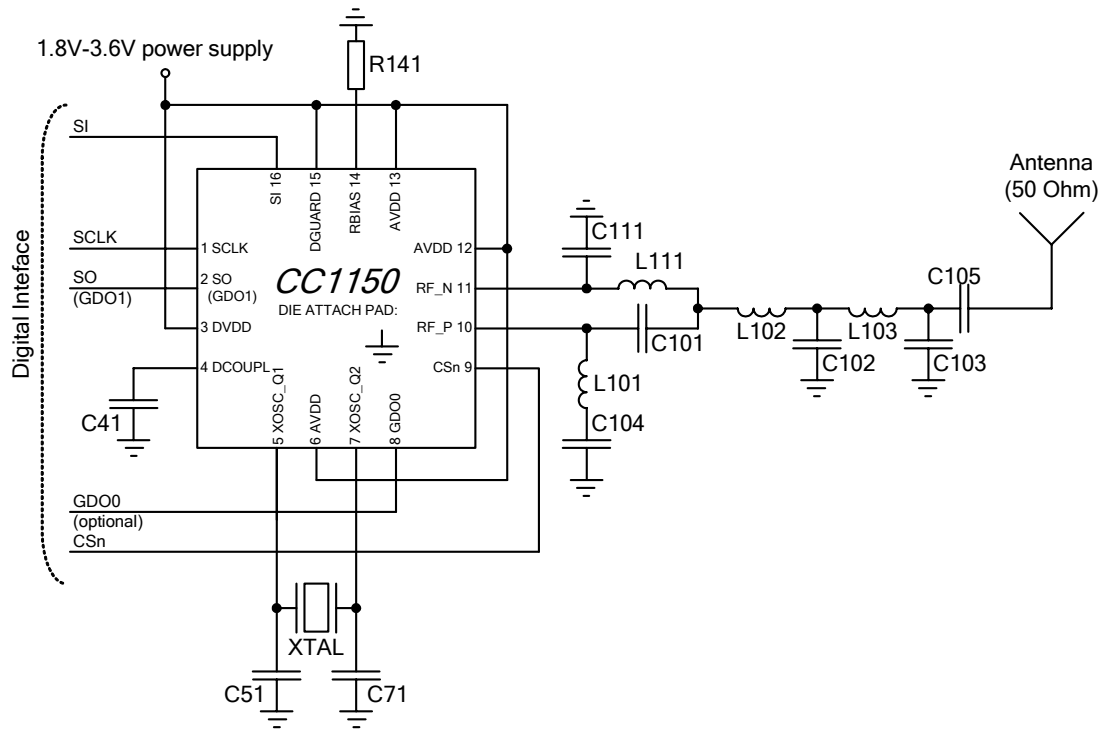 1.8V-3.6V power supply
R141
SI
SI 16
DGUARD 15
RBIAS 14
AVDD 13
Antenna
(50 Ohm)
Digital Inteface
SCLK
1 SCLK
AVDD 12
C111
SO
(GDO1)
2 SO
(GDO1)
CC1150
DIE ATTACH PAD:
RF_N 11
L111
C105
3 DVDD
RF_P 10
C101
L102
C102
L103
C103
4 DCOUPL
CSn 9
L101
C41
C104
5 XOSC_Q1
6 AVDD
7 XOSC_Q2
8 GDO0
GDO0
(optional)
CSn
XTAL
C51
C71